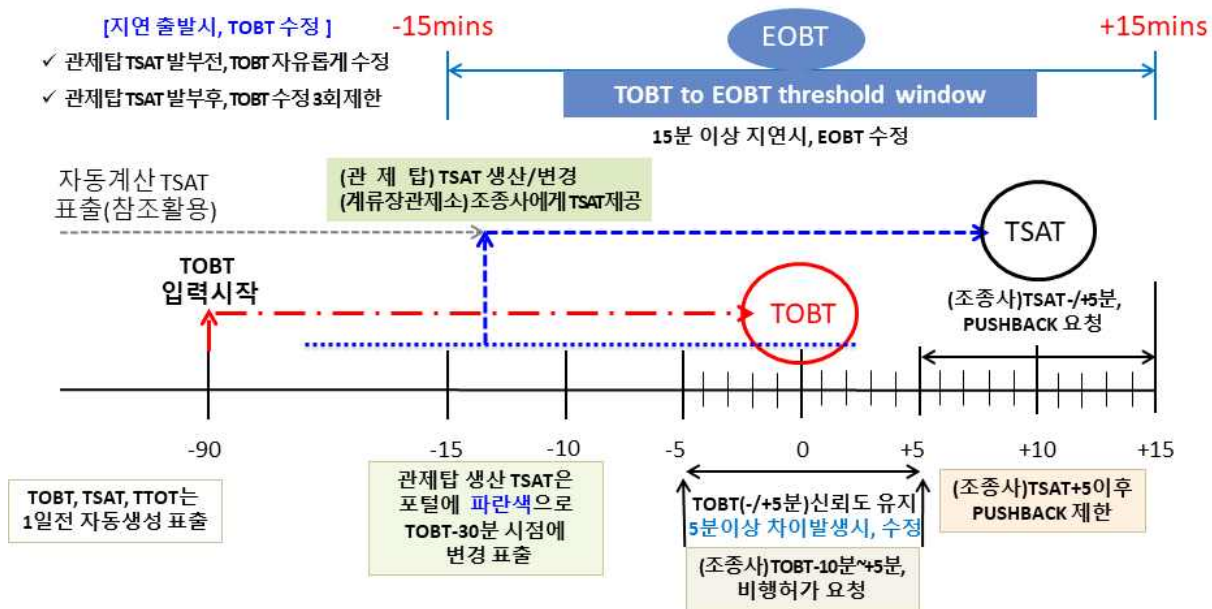 [지연 출발시, TOBT 수정 ]
✓ 관제탑 TSAT 발부전, TOBT 자유롭게 수정
✓ 관제탑 TSAT 발부후, TOBT 수정 3회 제한
-15mins
EOBT
+15mins
TOBT to EOBT threshold window
15분 이상 지연시, EOBT 수정
자동계산 TSAT
표출(참조활용)
(관 제 탑) TSAT 생산/변경
(계류장관제소)조종사에게 TSAT 제공
TSAT
TOBT
입력시작
TOBT
(조종사)TSAT-/+5분,
PUSHBACK 요청
-90
-15
-10
-5
0
+5
+10
+15
TOBT, TSAT, TTOT는
1일전 자동생성 표출
관제탑 생산 TSAT은
포털에 파란색으로
TOBT-30분 시점에
변경 표출
TOBT(-/+5분)신뢰도 유지
5분이상 차이발생시, 수정
(조종사)TOBT-10분~+5분,
비행허가 요청
(조종사)TSAT+5이후
PUSHBACK 제한